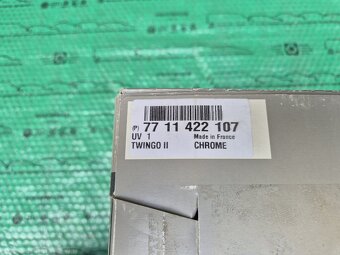 (P) 77 11 422 107
UV 1 Made in France
TWINGO II CHROME